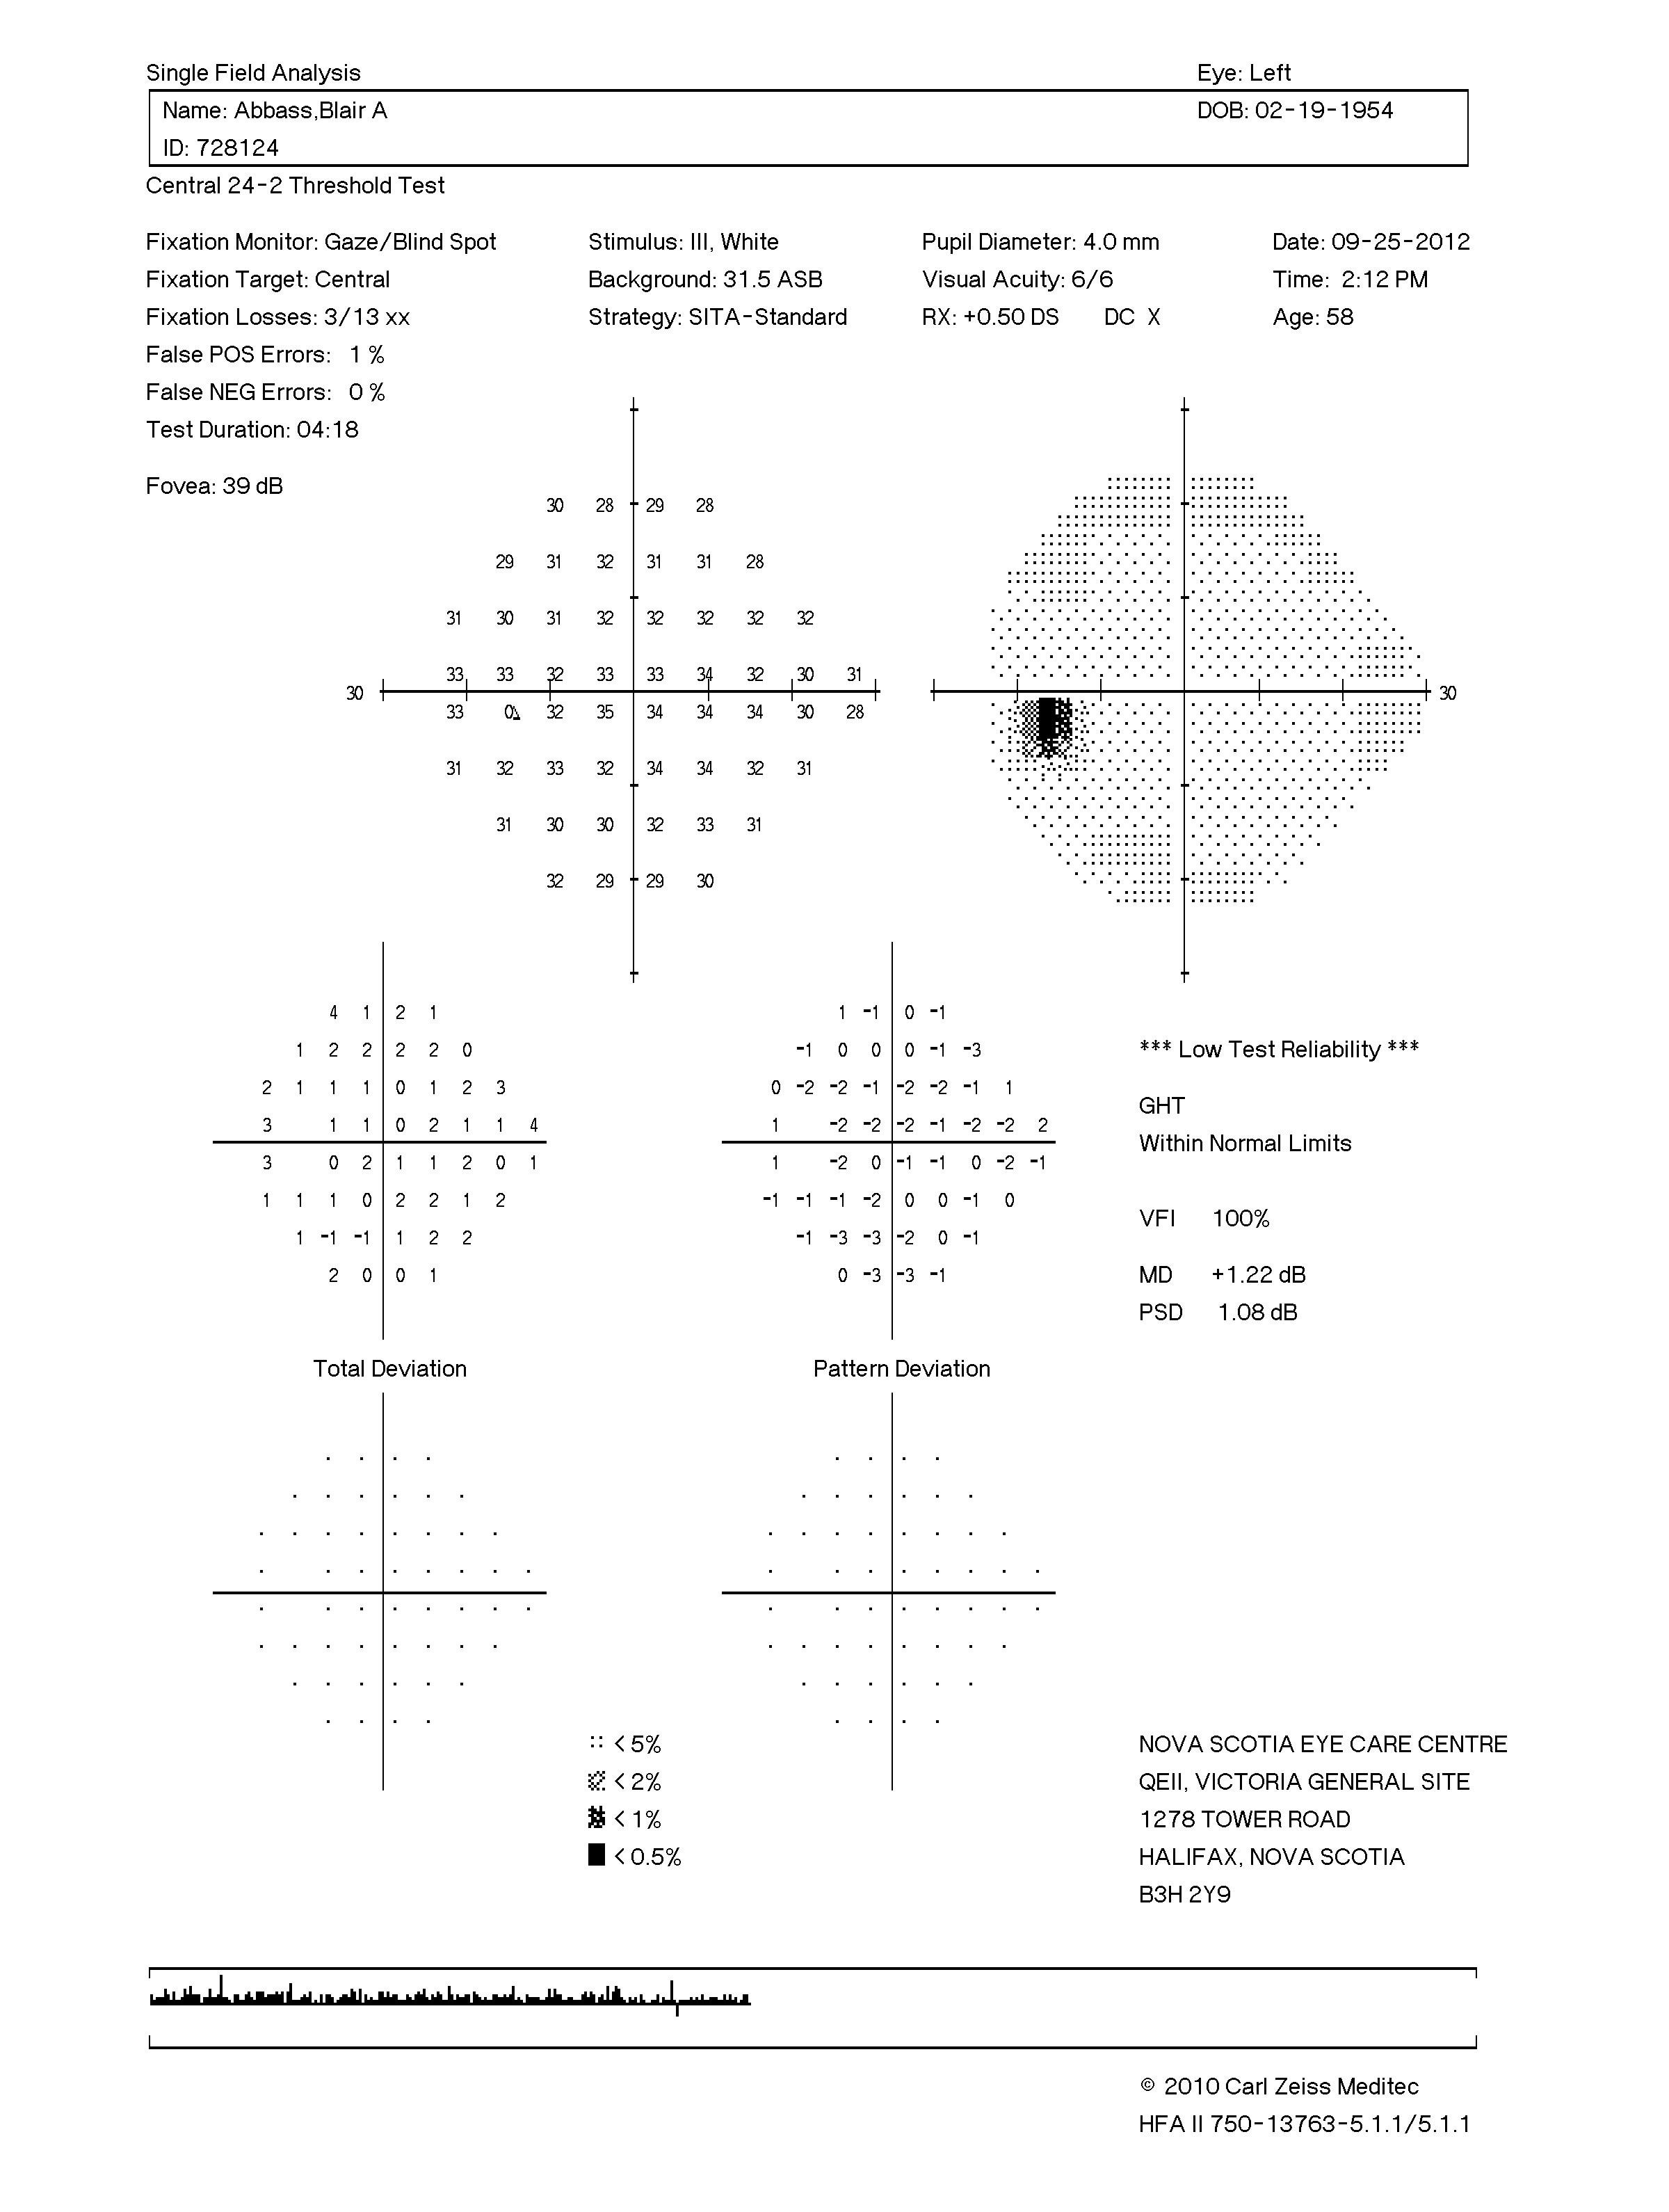 Single Field Analysis Eye: Left
Name: Abbass,Blair A DOB: 02-19-1954
ID: 728124
Central 24-2 Threshold Test
Fixation Monitor: Gaze/Blind Spot Stimulus: III, White Pupil Diameter: 4.0 mm Date: 09-25-2012
Fixation Target: Central Background: 31.5 ASB Visual Acuity: 6/6 Time: 2:12 PM
Fixation Losses: 3/13 xx Strategy: SITA-Standard RX: +0.50 DS DC X Age: 58
False POS Errors: 1 %
False NEG Errors: 0 %
Test Duration: 04:18
Fovea: 39 dB
30 28 29 28
29 31 32 31 31 28
31 30 31 32 32 32 32 32
33 33 32 33 33 34 32 30 31
30 30
33 0 32 35 34 34 34 30 28
31 32 33 32 34 34 32 31
31 30 30 32 33 31
32 29 29 30
4 1 2 1 1 -1 0 -1
1 2 2 2 2 0 -1 0 0 0 -1 -3 *** Low Test Reliability ***
2 1 1 1 0 1 2 3 0 -2 -2 -1 -2 -2 -1 1
GHT
3 1 1 0 2 1 1 4 1 -2 -2 -2 -1 -2 -2 2
Within Normal Limits
3 0 2 1 1 2 0 1 1 -2 0 -1 -1 0 -2 -1
1 1 1 0 2 2 1 2 -1 -1 -1 -2 0 0 -1 0
VFI 100%
1 -1 -1 1 2 2 -1 -3 -3 -2 0 -1
2 0 0 1 0 -3 -3 -1 MD +1.22 dB
PSD 1.08 dB
Total Deviation Pattern Deviation
< 5% NOVA SCOTIA EYE CARE CENTRE
< 2% QEII, VICTORIA GENERAL SITE
< 1% 1278 TOWER ROAD
< 0.5% HALIFAX, NOVA SCOTIA
B3H 2Y9
© 2010 Carl Zeiss Meditec
HFA II 750-13763-5.1.1/5.1.1